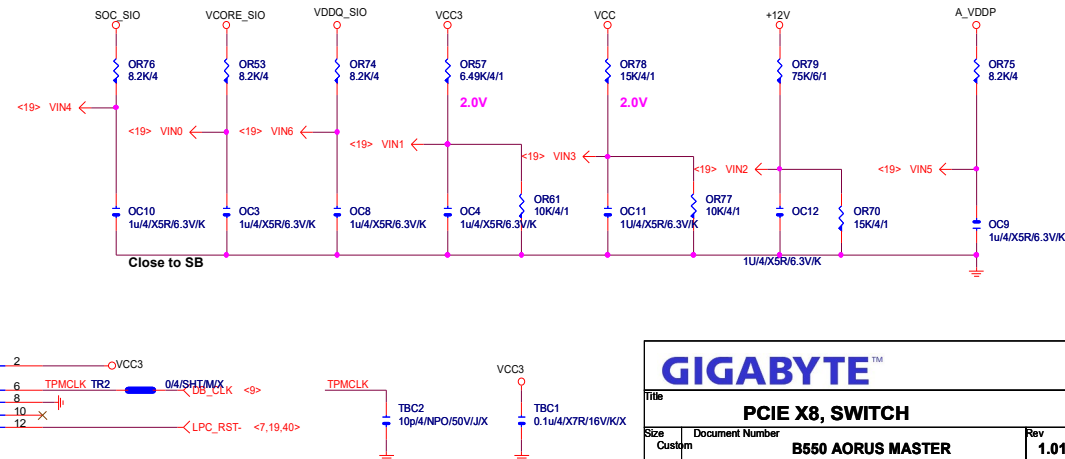 SOC_SIO
VCORE_SIO
VDDQ_SIO
VCC3
VCC
+12V
A_VDDP
OR76
8.2K/4
OR53
8.2K/4
OR74
8.2K/4
OR57
6.49K/4/1
OR78
15K/4/1
OR79
75K/6/1
OR75
8.2K/4
2.0V
2.0V
<19> VIN4
<19> VIN0
<19> VIN6
<19> VIN1
<19> VIN3
<19> VIN2
<19> VIN5
OR61
10K/4/1
OR77
10K/4/1
OR70
15K/4/1
OC10
1u/4/X5R/6.3V/K
OC3
1u/4/X5R/6.3V/K
OC8
1u/4/X5R/6.3V/K
OC4
1u/4/X5R/6.3V/K
OC11
1U/4/X5R/6.3V/K
OC12
1U/4/X5R/6.3V/K
OC9
1u/4/X5R/6.3V/K
Close to SB
2
VCC3
6
TPMCLK TR2
0/4/SHT/M/X
DB_CLK <9>
8
10
12
LPC_RST- <7,19,40>
TPMCLK
TBC2
10p/4/NPO/50V/J/X
VCC3
TBC1
0.1u/4/X7R/16V/K/X
GIGABYTE™
Title
PCIE X8, SWITCH
Size
Custom
Document Number
B550 AORUS MASTER
Rev
1.01